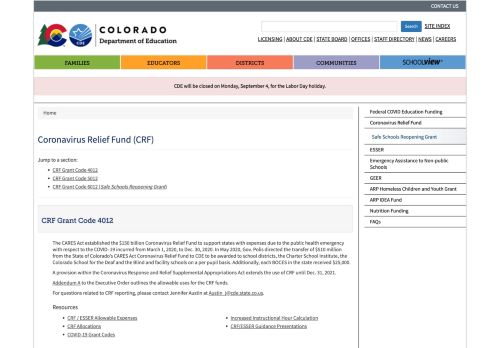 CONTACT US
COLORADO
Department of Education
CDE
Search
SITE INDEX
LICENSING | ABOUT CDE | STATE BOARD | OFFICES | STAFF DIRECTORY | NEWS | CAREERS
FAMILIES
EDUCATORS
DISTRICTS
COMMUNITIES
SCHOOLVIEW
CDE will be closed on Monday, September 4, for the Labor Day holiday.
Home
Coronavirus Relief Fund (CRF)
Jump to a section:
CRF Grant Code 4012
CRF Grant Code 5012
CRF Grant Code 6012 (Safe Schools Reopening Grant)
CRF Grant Code 4012
The CARES Act established the $150 billion Coronavirus Relief Fund to support states with expenses due to the public health emergency
with respect to the COVID-19 incurred from March 1, 2020, to Dec. 30, 2020. In May 2020, Gov. Polis directed the transfer of $510 million
from the State of Colorado's CARES Act Coronavirus Relief Fund to CDE to be awarded to school districts, the Charter School Institute, the
Colorado School for the Deaf and the Blind and facility schools on a per pupil basis. Additionally, each BOCES in the state received $25,000.
A provision within the Coronavirus Response and Relief Supplemental Appropriations Act extends the use of CRF until Dec. 31, 2021.
Addendum A to the Executive Order outlines the allowable uses for the CRF funds.
For questions related to CRF reporting, please contact Jennifer Austin at Austin_j@cde.state.co.us.
Resources
CRF / ESSER Allowable Expenses
CRF Allocations
COVID-19 Grant Codes
Increased Instructional Hour Calculation
CRF/ESSER Guidance Presentations
Federal COVID Education Funding
Coronavirus Relief Fund
Safe Schools Reopening Grant
ESSER
Emergency Assistance to Non-public
Schools
GEER
ARP Homeless Children and Youth Grant
ARP IDEA Fund
Nutrition Funding
FAQs